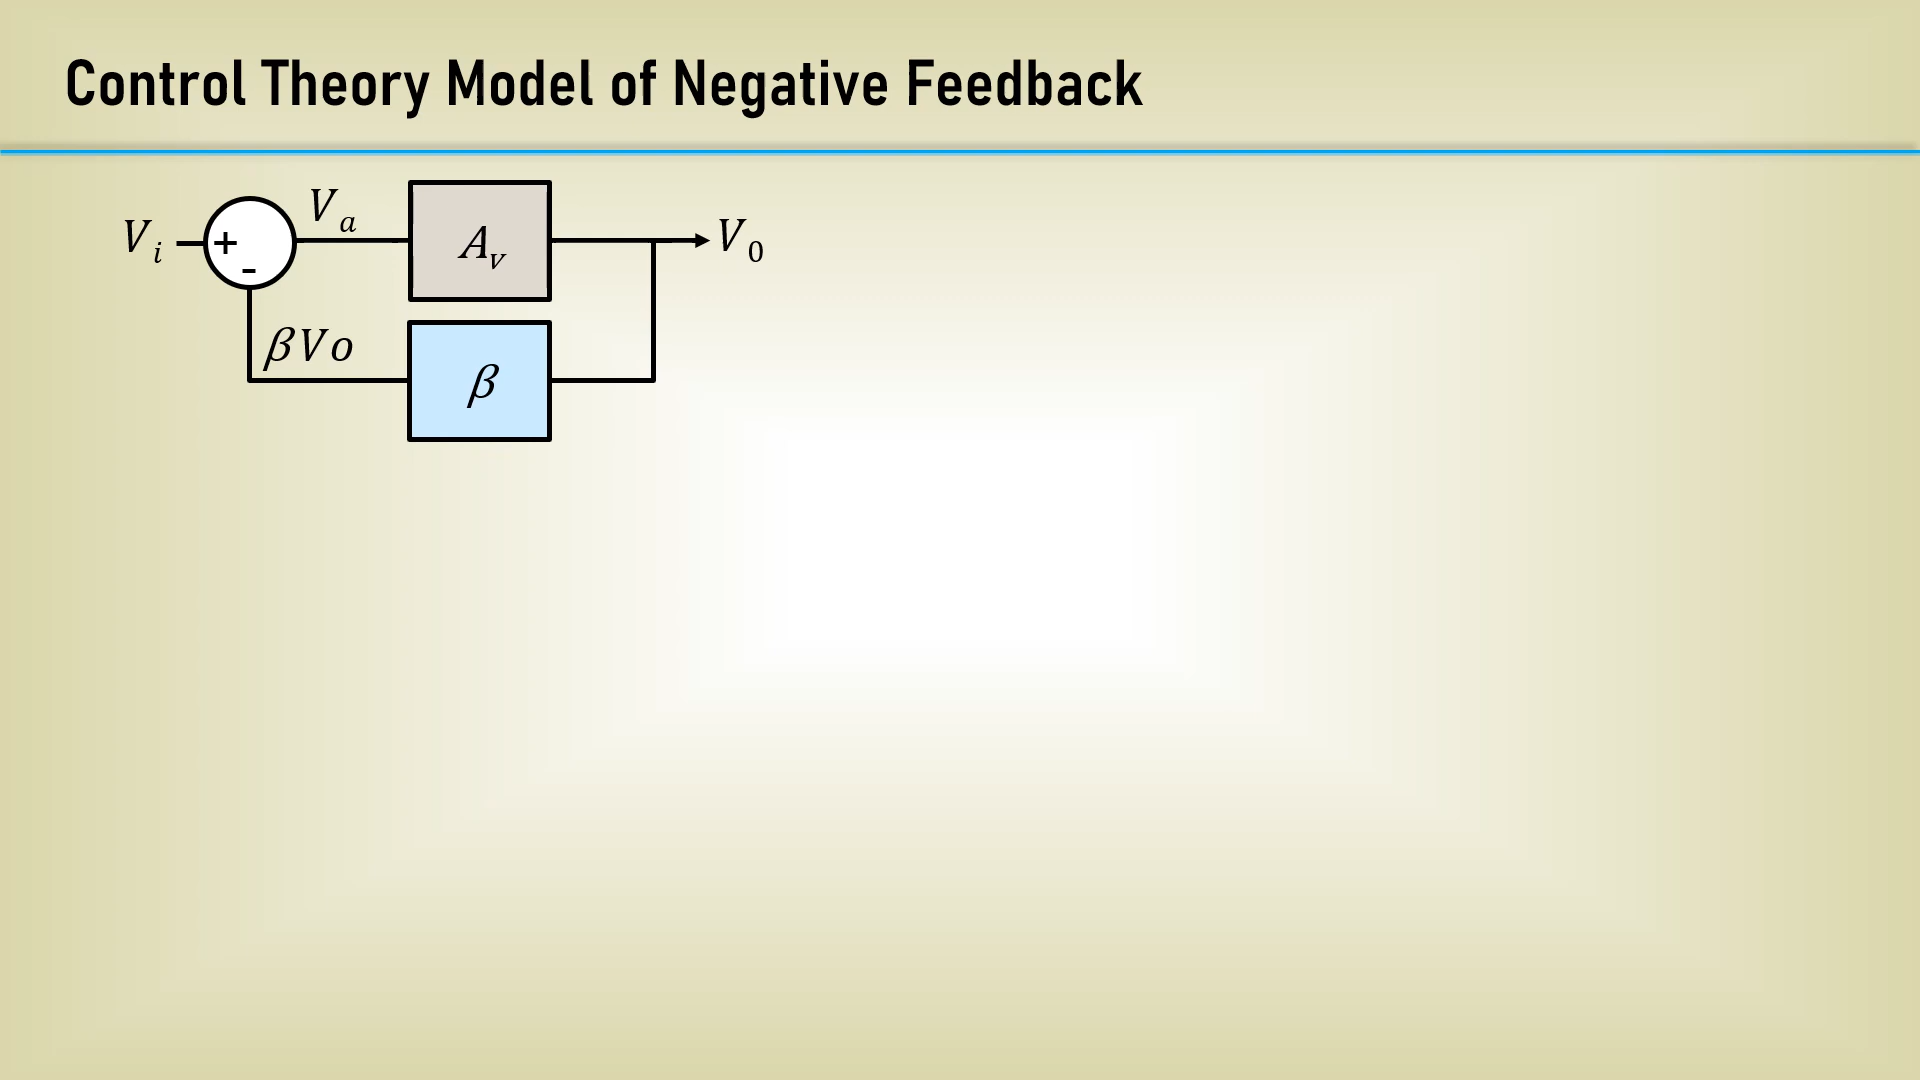 Control Theory Model of Negative Feedback
V_i
+
-
V_a
A_v
V_0
βVo
β